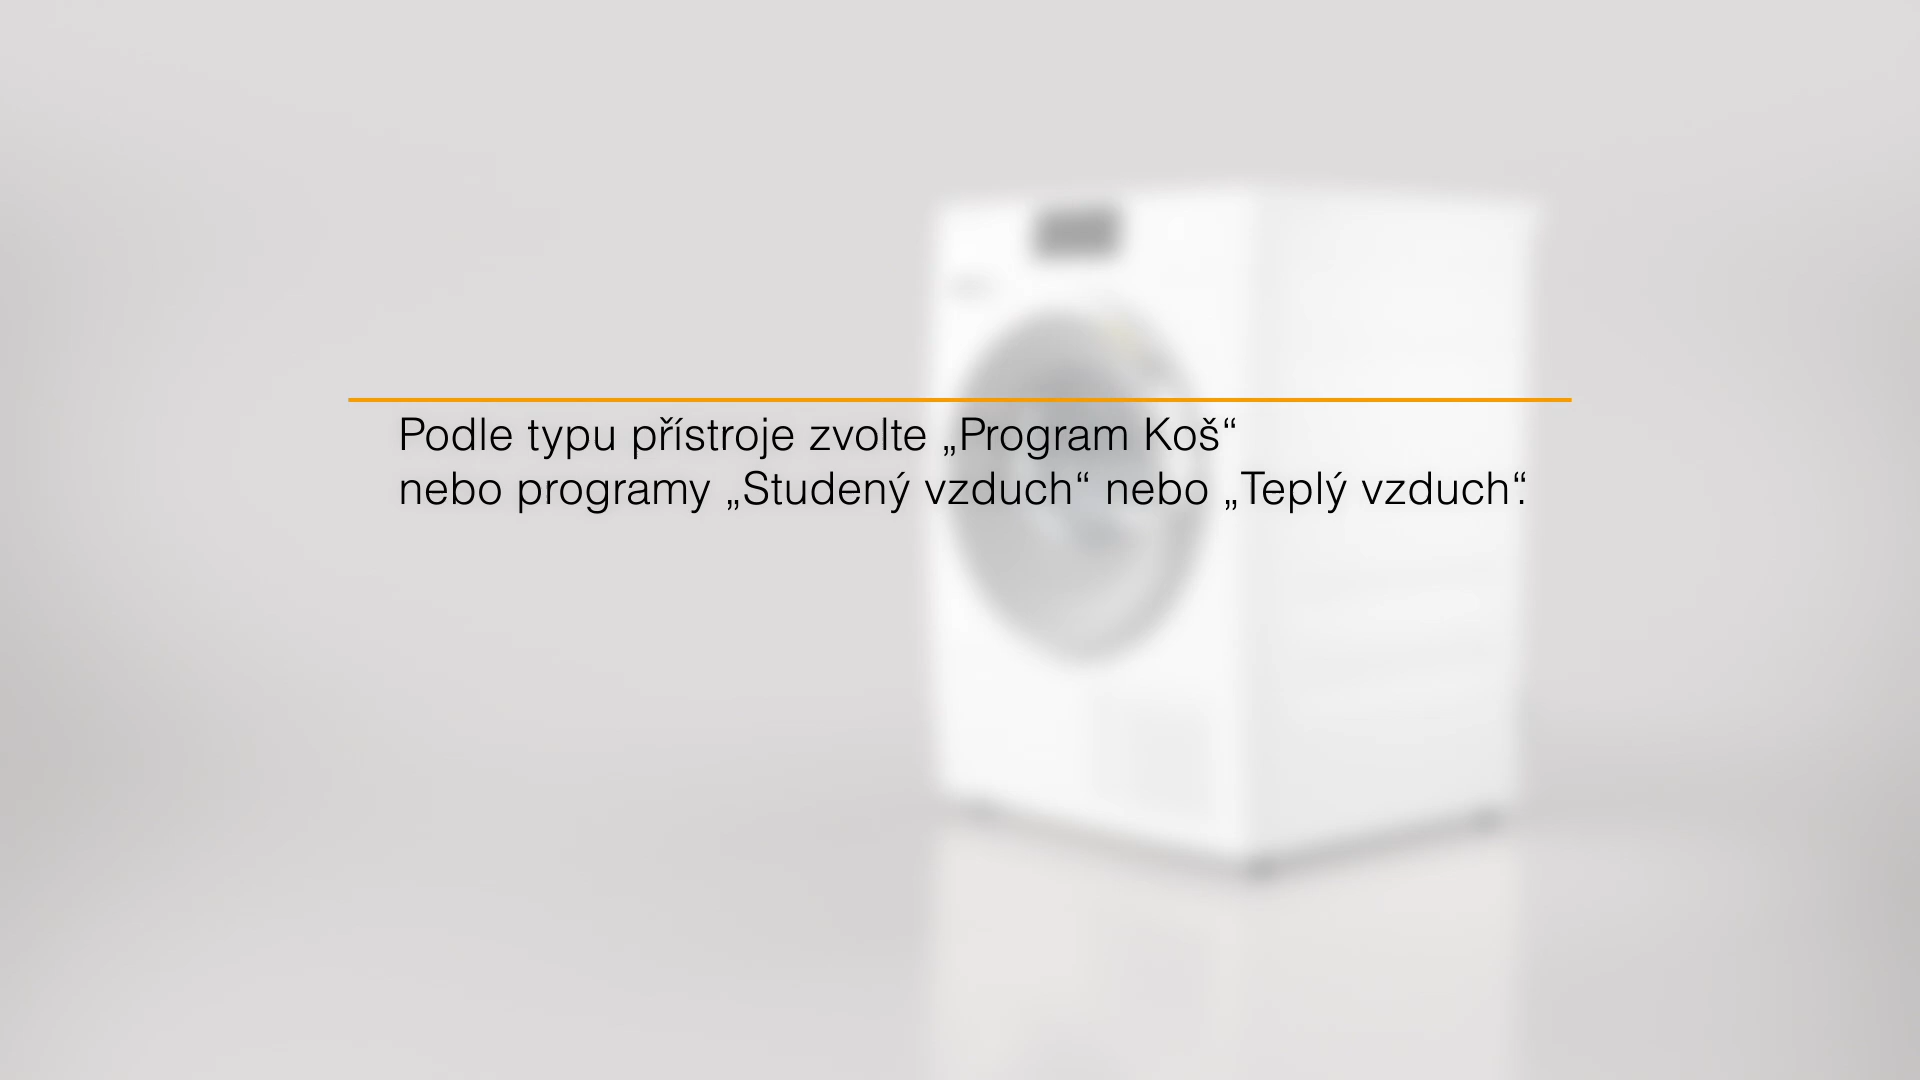 Podle typu přístroje zvolte „Program Koš“
nebo programy „Studený vzduch“ nebo „Teplý vzduch“.